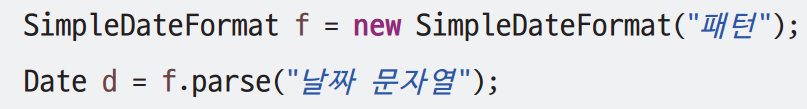 SimpleDateFormat f = new SimpleDateFormat("패턴");
Date d = f.parse("날짜 문자열");